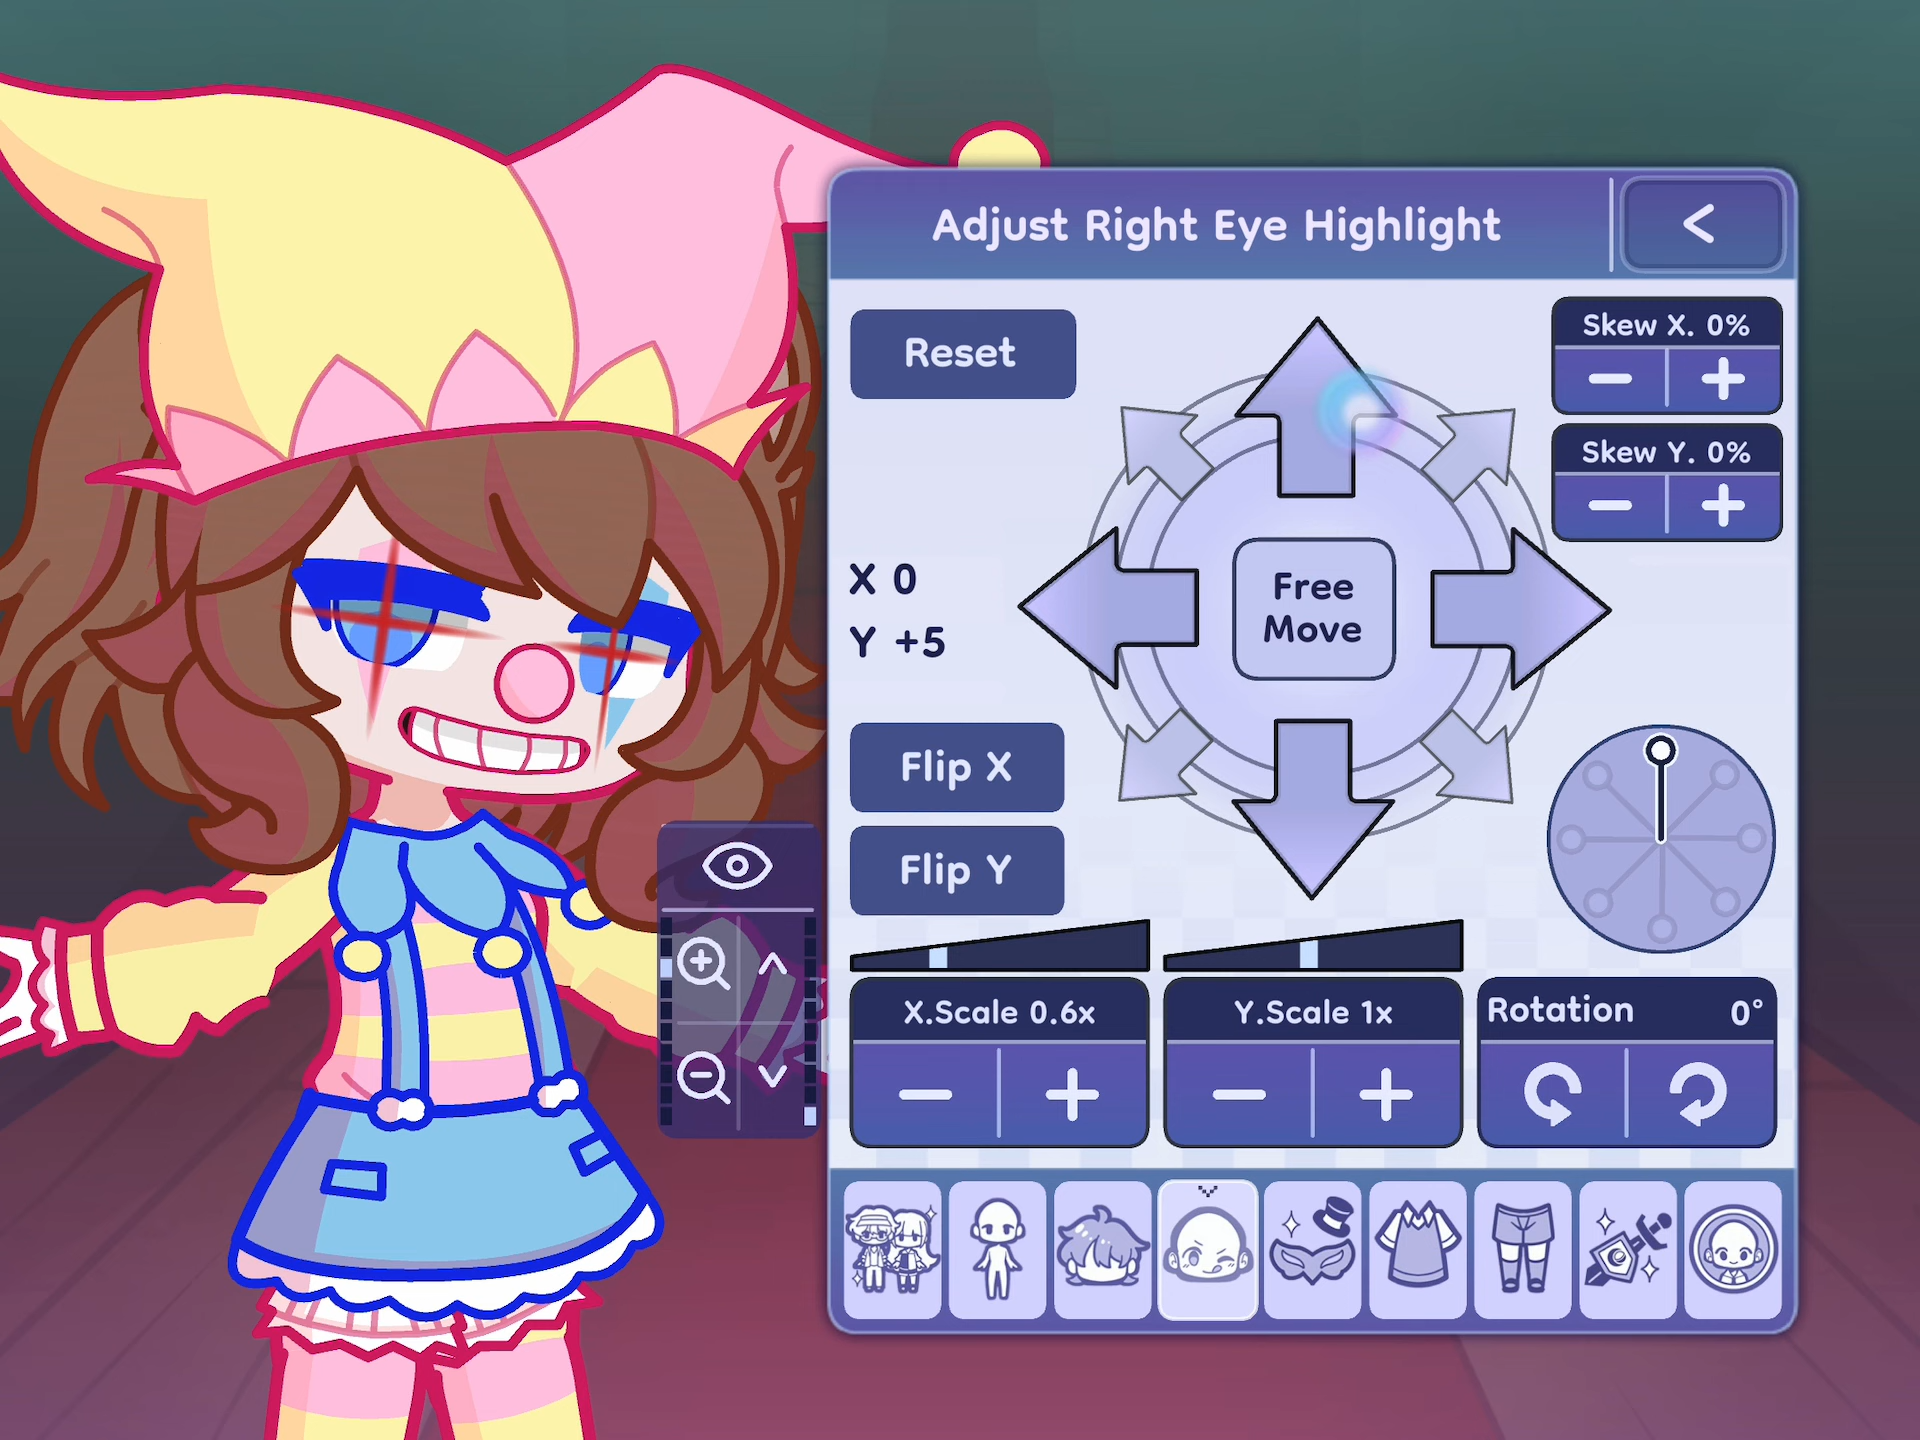 Adjust Right Eye Highlight
<
Reset
Skew X. 0%
Skew Y. 0%
X 0
Y +5
Free
Move
Flip X
Flip Y
X.Scale 0.6x
Y.Scale 1x
Rotation 0°